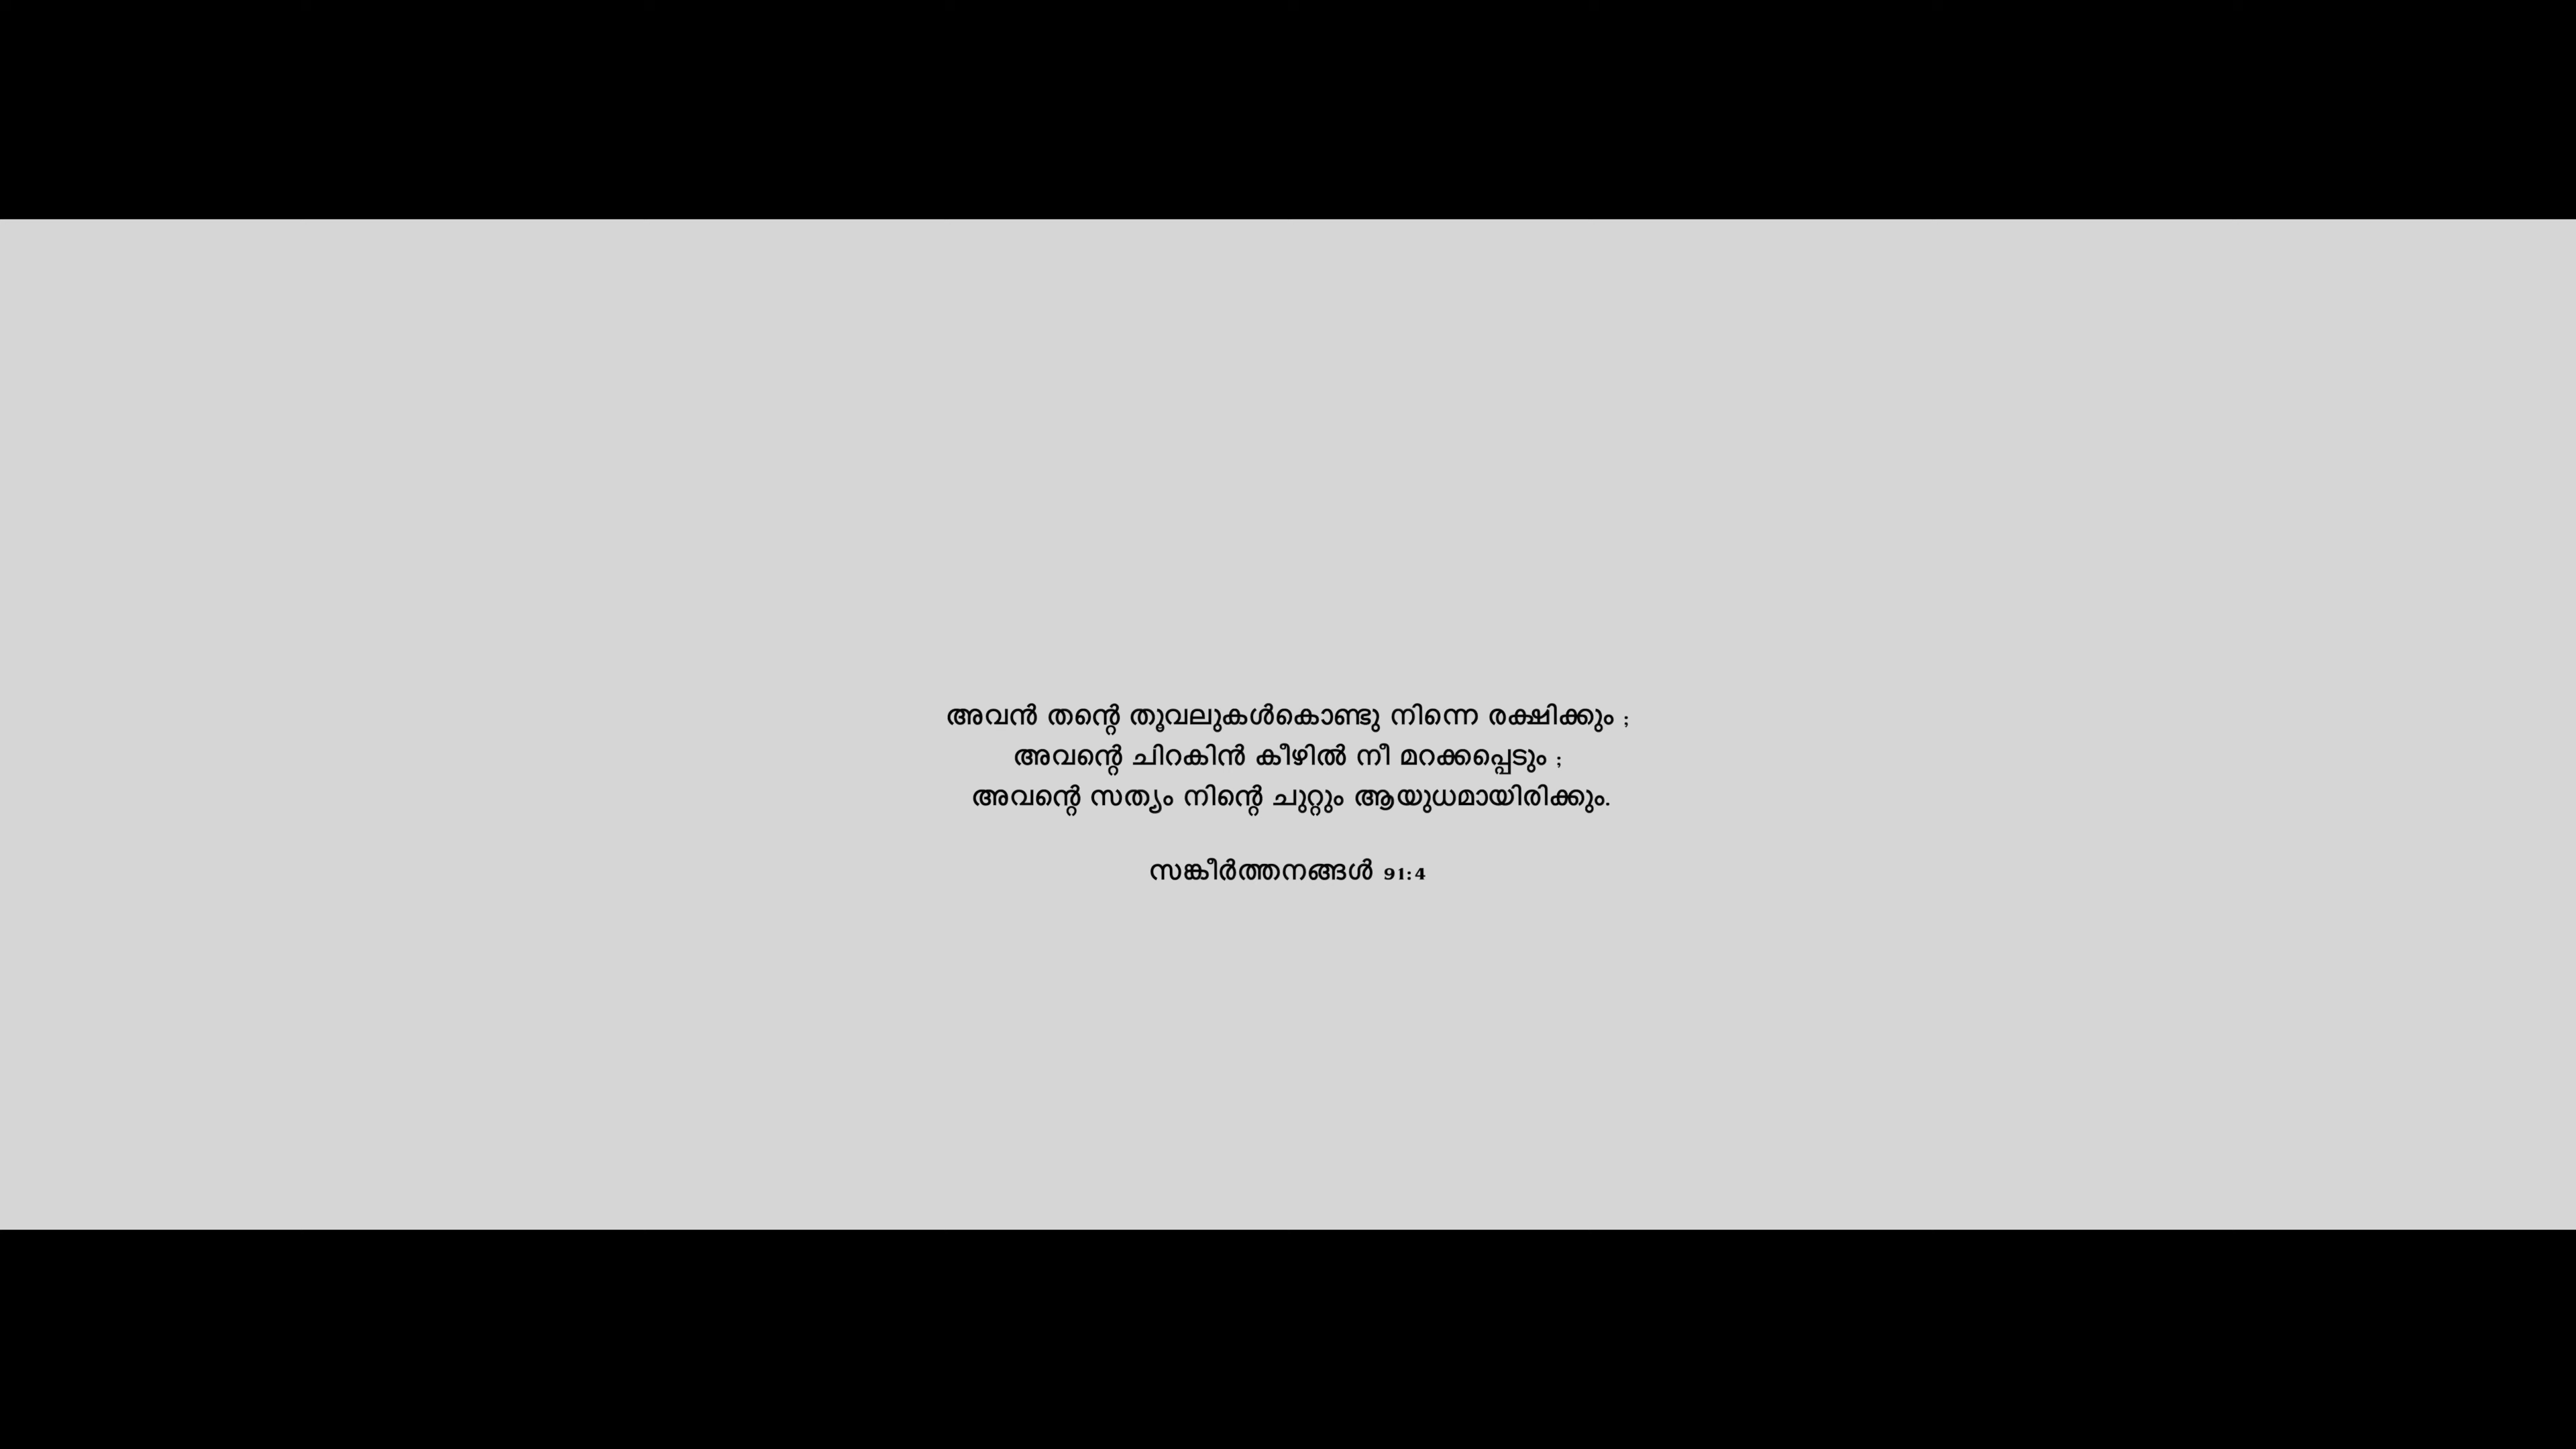 അവൻ തന്റെ തൂവലുകൾകൊണ്ടു നിന്നെ രക്ഷിക്കും ;
അവന്റെ ചിറകിൻ കീഴിൽ നീ മറക്കപ്പെടും ;
അവന്റെ സത്യം നിന്റെ ചുറ്റും ആയുധമായിരിക്കും.
സങ്കീർത്തനങ്ങൾ 91:4